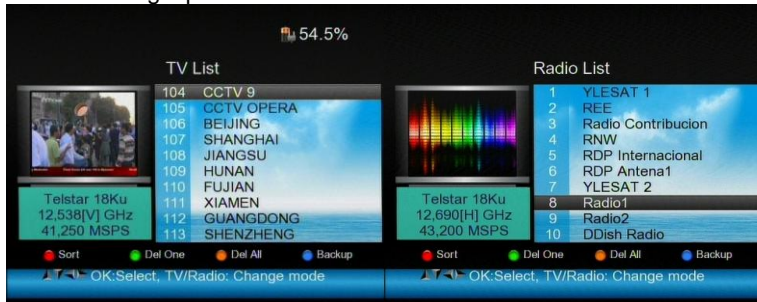 54.5%
TV List
104 CCTV 9
105 CCTV OPERA
106 BEIJING
107 SHANGHAI
108 JIANGSU
109 HUNAN
110 FUJIAN
111 XIAMEN
112 GUANGDONG
113 SHENZHENG
Telstar 18Ku
12,538[V] GHz
41,250 MSPS
Sort Del One Del All Backup
OK:Select, TV/Radio: Change mode
Radio List
1 YLESAT 1
2 REE
3 Radio Contribucion
4 RNW
5 RDP Internacional
6 RDP Antena1
7 YLESAT 2
8 Radio1
9 Radio2
10 DDish Radio
Telstar 18Ku
12,690[H] GHz
43,200 MSPS
Sort Del One Del All Backup
OK:Select, TV/Radio: Change mode